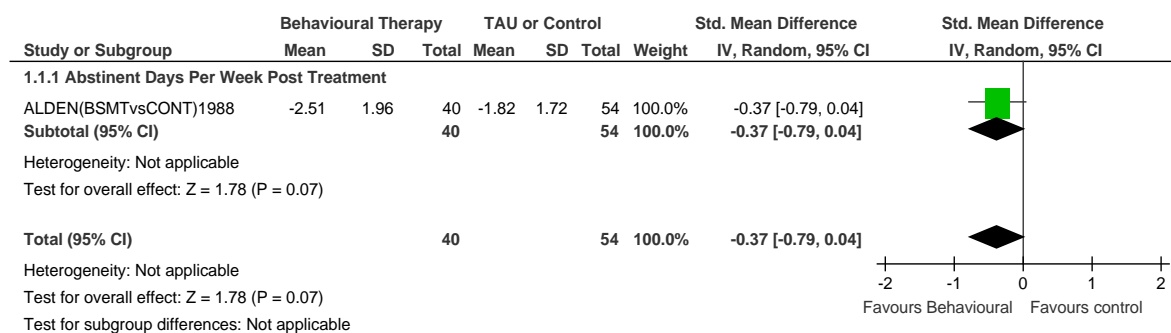 Behavioural Therapy TAU or Control Std. Mean Difference Std. Mean Difference
Study or Subgroup Mean SD Total Mean SD Total Weight IV, Random, 95% CI IV, Random, 95% CI
1.1.1 Abstinent Days Per Week Post Treatment
ALDEN(BSMTvsCONT)1988 -2.51 1.96 40 -1.82 1.72 54 100.0% -0.37 [-0.79, 0.04]
Subtotal (95% CI) 40 54 100.0% -0.37 [-0.79, 0.04]
Heterogeneity: Not applicable
Test for overall effect: Z = 1.78 (P = 0.07)
Total (95% CI) 40 54 100.0% -0.37 [-0.79, 0.04]
Heterogeneity: Not applicable
Test for overall effect: Z = 1.78 (P = 0.07)
Test for subgroup differences: Not applicable
-2 -1 0 1 2
Favours Behavioural Favours control